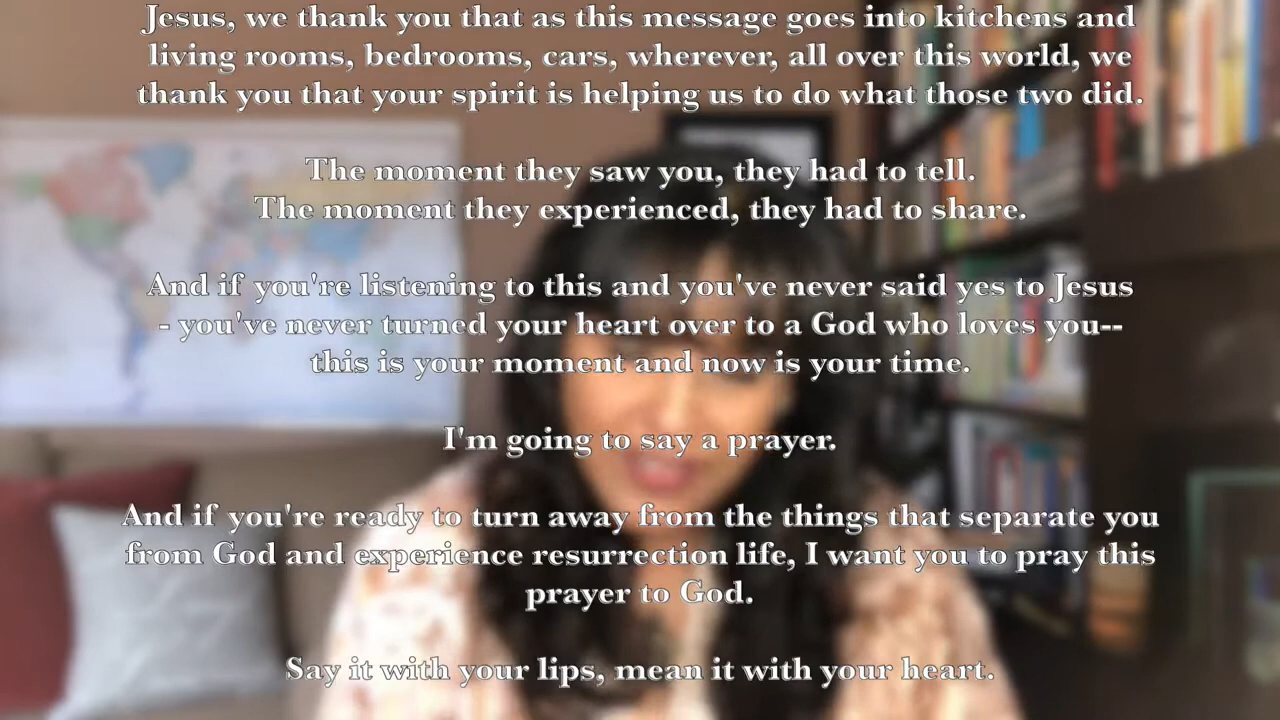 Jesus, we thank you that as this message goes into kitchens and
living rooms, bedrooms, cars, wherever, all over this world, we
thank you that your spirit is helping us to do what those two did.
The moment they saw you, they had to tell.
The moment they experienced, they had to share.
And if you're listening to this and you've never said yes to Jesus
- you've never turned your heart over to a God who loves you--
this is your moment and now is your time.
I'm going to say a prayer.
And if you're ready to turn away from the things that separate you
from God and experience resurrection life, I want you to pray this
prayer to God.
Say it with your lips, mean it with your heart.